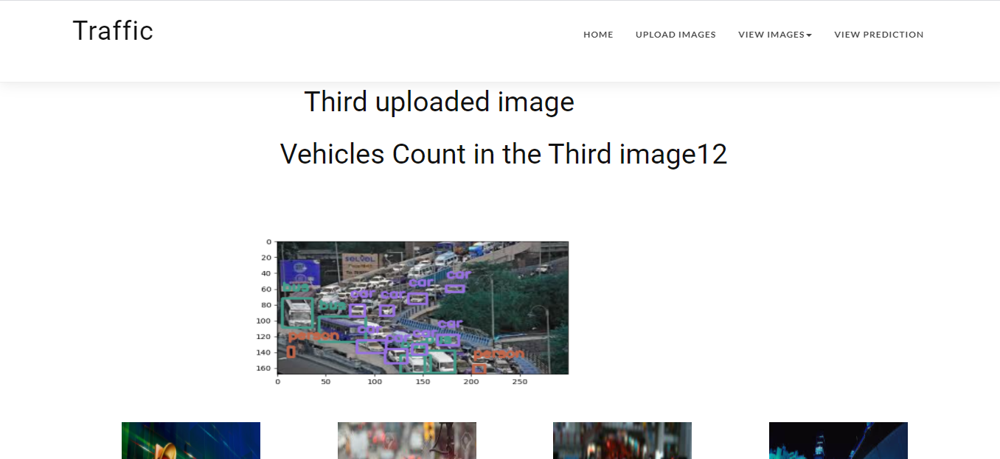 Traffic
HOME UPLOAD IMAGES VIEW IMAGES VIEW PREDICTION
Third uploaded image
Vehicles Count in the Third image12
0
20
40
60
80
100
120
140
160
SELVEL
car
car
bus
car
car
bus
car
car
car
car
person
person
0 50 100 150 200 250